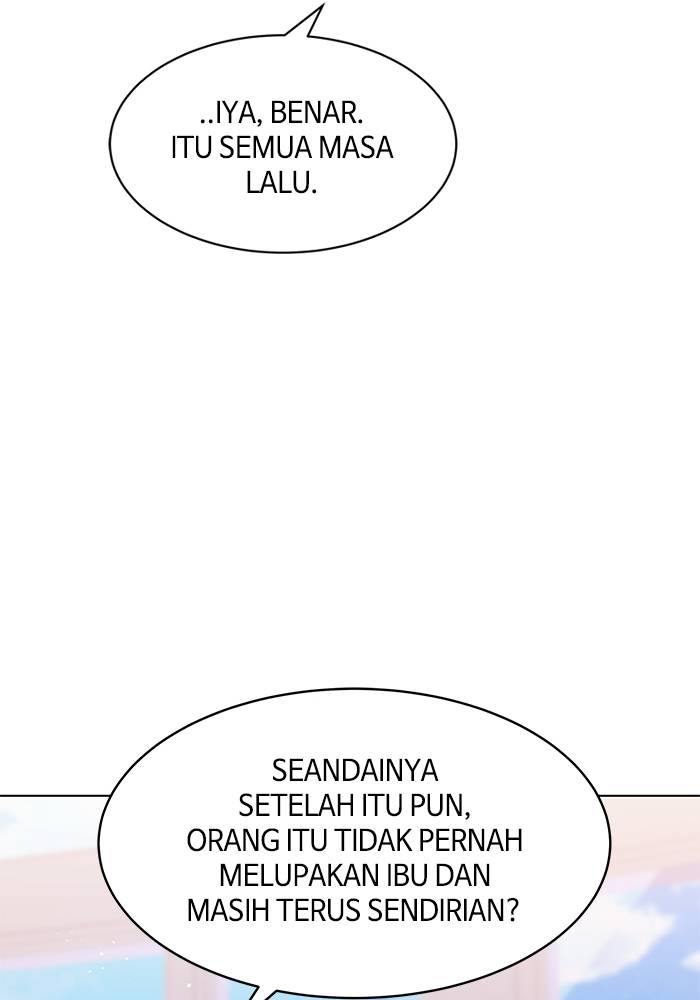 ..IYA, BENAR.
ITU SEMUA MASA
LALU.
SEANDAINYA
SETELAH ITU PUN,
ORANG ITU TIDAK PERNAH
MELUPAKAN IBU DAN
MASIH TERUS SENDIRIAN?